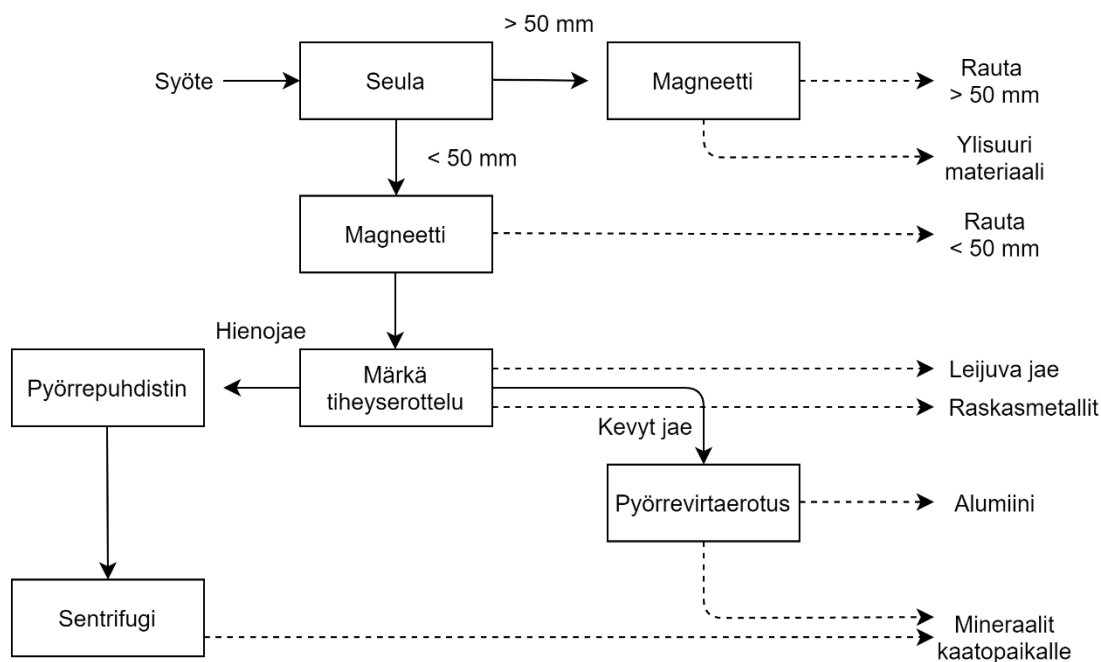 > 50 mm
Syöte
Seula
Magneetti
Rauta
> 50 mm
< 50 mm
Ylisuuri
materiaali
Magneetti
Rauta
< 50 mm
Hienojae
Pyörrepuhdistin
Märkä
tiheyserottelu
Leijuva jae
Raskasmetallit
Kevyt jae
Pyörrevirtaerotus
Alumiini
Sentrifugi
Mineraalit
kaatopaikalle